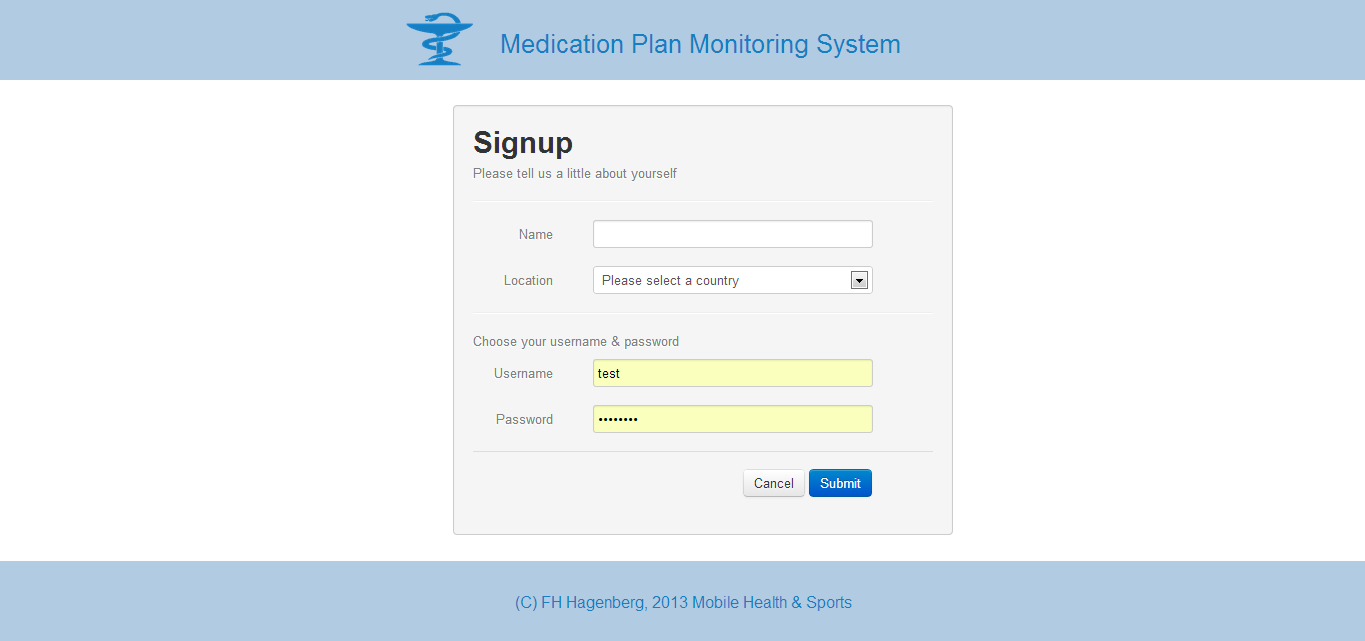 Medication Plan Monitoring System
Signup
Please tell us a little about yourself
Name
Location
Please select a country
Choose your username & password
Username
test
Password
••••••••
Cancel
Submit
(C) FH Hagenberg, 2013 Mobile Health & Sports